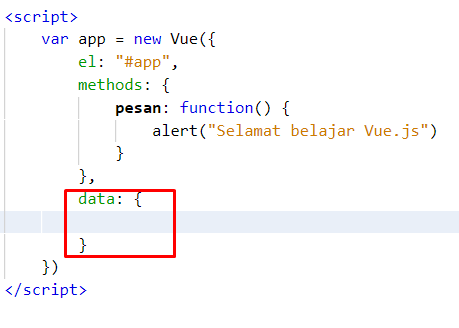 <script>
var app = new Vue({
el: "#app",
methods: {
pesan: function() {
alert("Selamat belajar Vue.js")
}
},
data: {
}
})
</script>